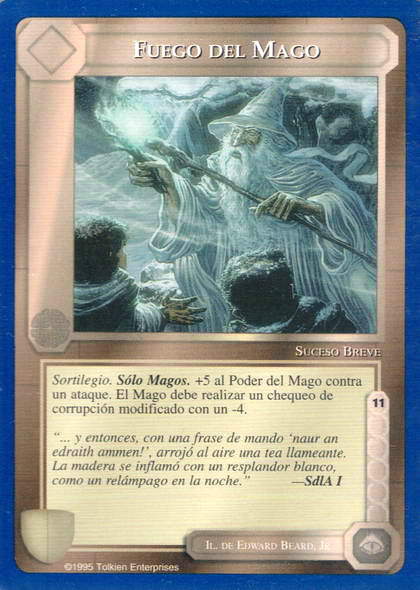 FUEGO DEL MAGO
SUCESO BREVE
Sortilegio. Sólo Magos. +5 al Poder del Mago contra
un ataque. El Mago debe realizar un chequeo de
corrupción modificado con un -4.
11
“... y entonces, con una frase de mando ‘naur an
edraith ammen!’, arrojó al aire una tea llameante.
La madera se inflamó con un resplandor blanco,
como un relámpago en la noche.” —SdlA I
IL. DE EDWARD BEARD, JR.
©1995 Tolkien Enterprises